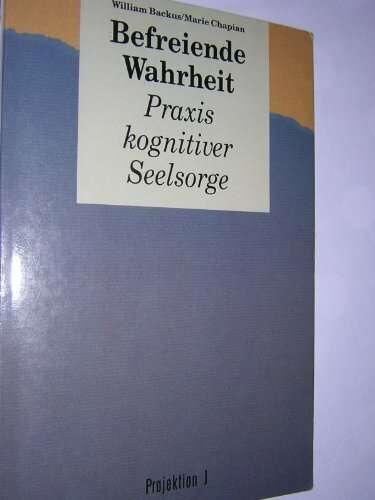 William Backus/Marie Chapian
Befreiende
Wahrheit
Praxis
kognitiver
Seelsorge
Projektion J